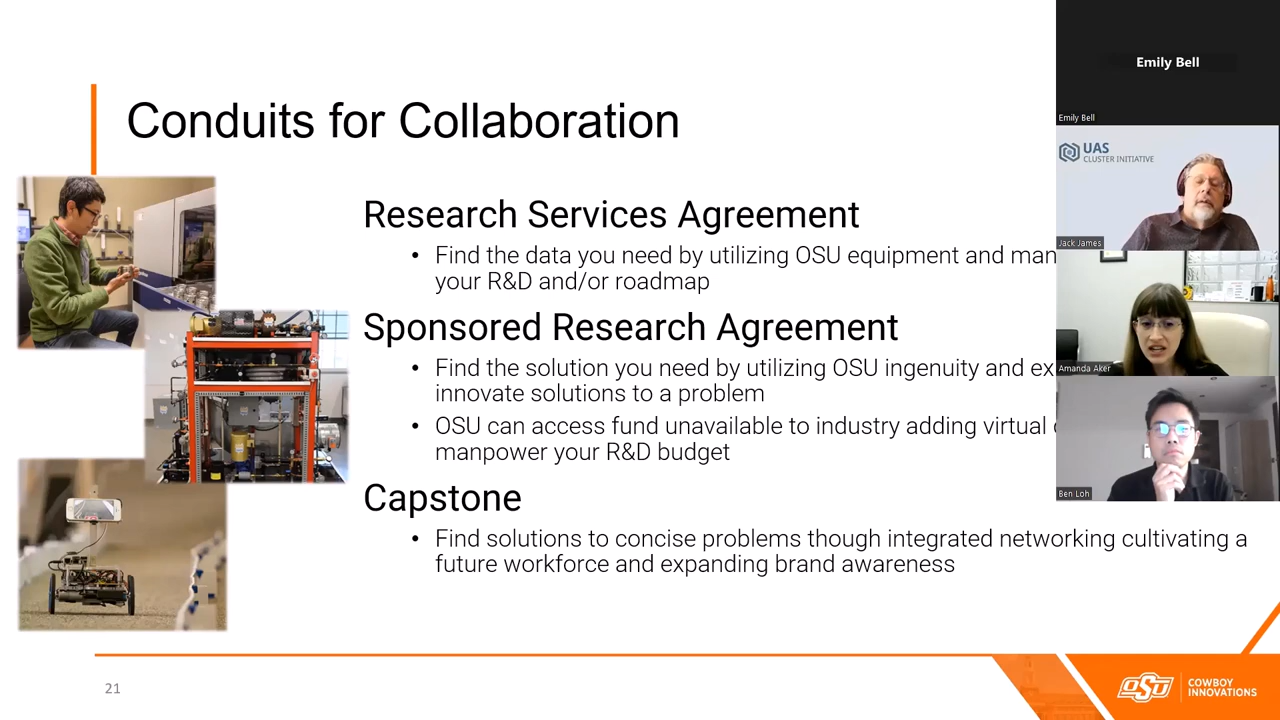 Conduits for Collaboration
Research Services Agreement
• Find the data you need by utilizing OSU equipment and man
your R&D and/or roadmap
Sponsored Research Agreement
• Find the solution you need by utilizing OSU ingenuity and ex
innovate solutions to a problem
• OSU can access fund unavailable to industry adding virtual
manpower your R&D budget
Capstone
• Find solutions to concise problems though integrated networking cultivating a
future workforce and expanding brand awareness
21
OSU
COWBOY
INNOVATIONS
Emily Bell
Emily Bell
UAS
CLUSTER INITIATIVE
Jack James
Amanda Aker
Ben Loh